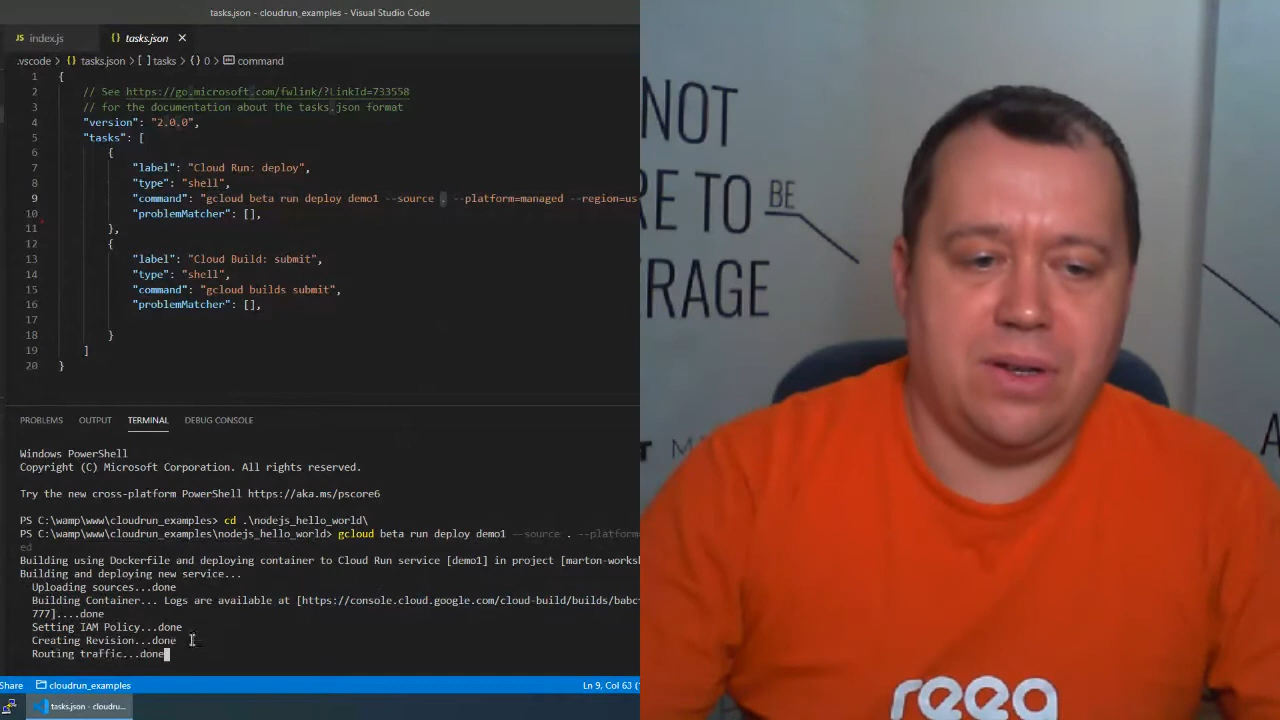 tasks.json - cloudrun_examples - Visual Studio Code
JS index.js
{} tasks.json ×
.vscode > {} tasks.json > [ ] tasks > {} 0 > command
1 {
2 // See https://go.microsoft.com/fwlink/?LinkId=733558
3 // for the documentation about the tasks.json format
4 "version": "2.0.0",
5 "tasks": [
6 {
7 "label": "Cloud Run: deploy",
8 "type": "shell",
9 "command": "gcloud beta run deploy demo1 --source . --platform=managed --region=us-
10 "problemMatcher": [],
11 },
12 {
13 "label": "Cloud Build: submit",
14 "type": "shell",
15 "command": "gcloud builds submit",
16 "problemMatcher": [],
17
18 }
19 ]
20 }
PROBLEMS OUTPUT TERMINAL DEBUG CONSOLE
Windows PowerShell
Copyright (C) Microsoft Corporation. All rights reserved.
Try the new cross-platform PowerShell https://aka.ms/pscore6
PS C:\wamp\www\cloudrun_examples> cd .\nodejs_hello_world\
PS C:\wamp\www\cloudrun_examples\nodejs_hello_world> gcloud beta run deploy demo1 --source . --platform=manag
ed
Building using Dockerfile and deploying container to Cloud Run service [demo1] in project [marton-worksh
Building and deploying new service...
Uploading sources...done
Building Container... Logs are available at [https://console.cloud.google.com/cloud-build/builds/babc
777]....done
Setting IAM Policy...done
Creating Revision...done
Routing traffic...done
Share cloudrun_examples Ln 9, Col 63 (
tasks.json - cloudru...
NOT
RE TO BE
RAGE
reea